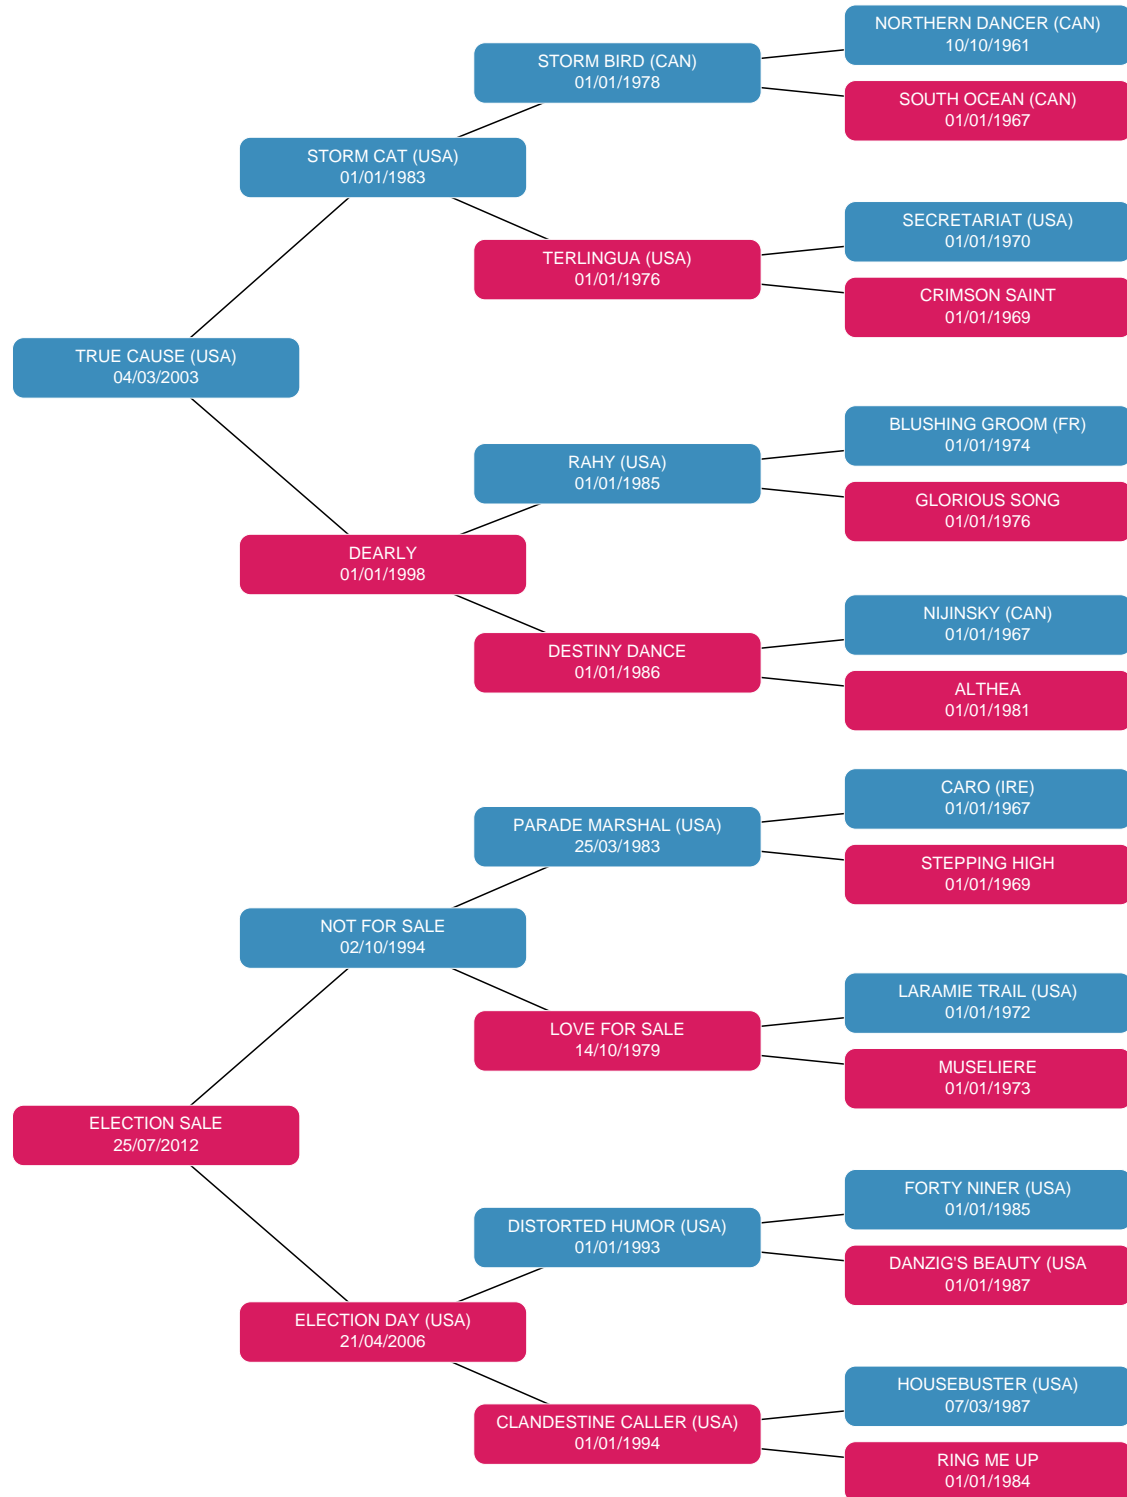 NORTHERN DANCER (CAN)
10/10/1961
STORM BIRD (CAN)
01/01/1978
SOUTH OCEAN (CAN)
01/01/1967
STORM CAT (USA)
01/01/1983
SECRETARIAT (USA)
01/01/1970
TERLINGUA (USA)
01/01/1976
CRIMSON SAINT
01/01/1969
TRUE CAUSE (USA)
04/03/2003
BLUSHING GROOM (FR)
01/01/1974
RAHY (USA)
01/01/1985
GLORIOUS SONG
01/01/1976
DEARLY
01/01/1998
NIJINSKY (CAN)
01/01/1967
DESTINY DANCE
01/01/1986
ALTHEA
01/01/1981
CARO (IRE)
01/01/1967
PARADE MARSHAL (USA)
25/03/1983
STEPPING HIGH
01/01/1969
NOT FOR SALE
02/10/1994
LARAMIE TRAIL (USA)
01/01/1972
LOVE FOR SALE
14/10/1979
MUSELIERE
01/01/1973
ELECTION SALE
25/07/2012
FORTY NINER (USA)
01/01/1985
DISTORTED HUMOR (USA)
01/01/1993
DANZIG'S BEAUTY (USA
01/01/1987
ELECTION DAY (USA)
21/04/2006
HOUSEBUSTER (USA)
07/03/1987
CLANDESTINE CALLER (USA)
01/01/1994
RING ME UP
01/01/1984